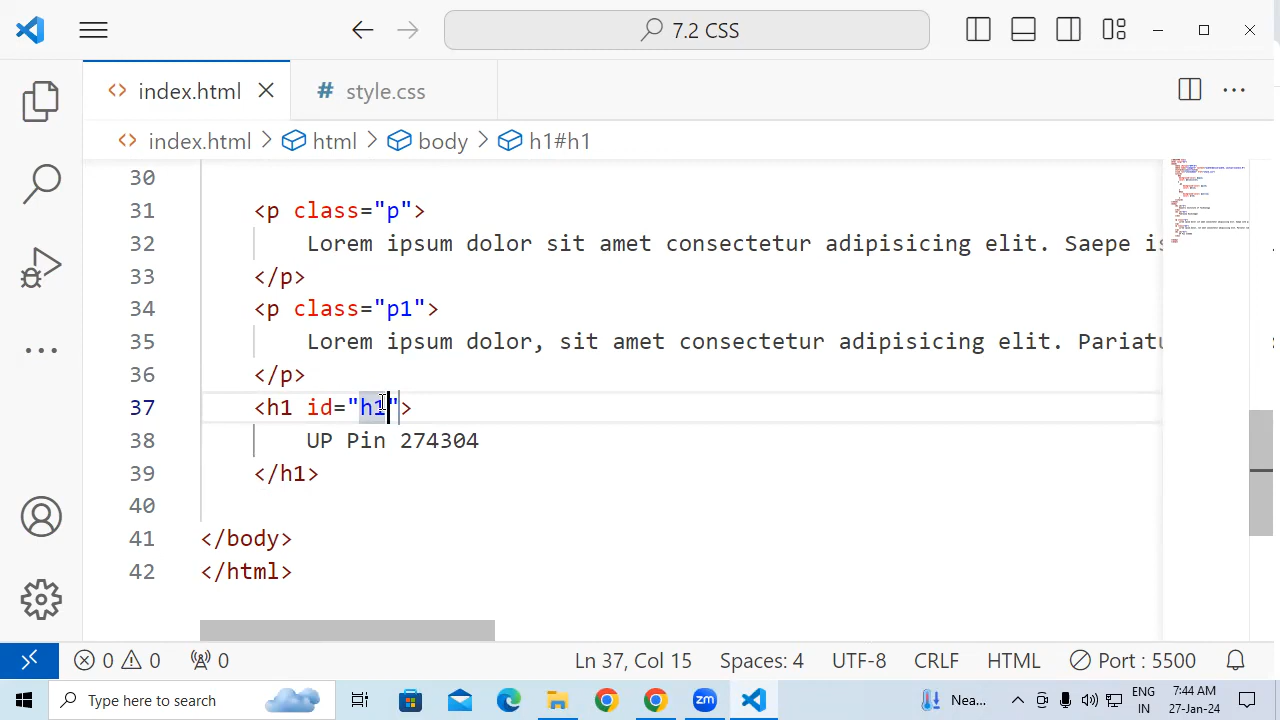 7.2 CSS
index.html
# style.css
index.html > html > body > h1#h1
30
31 <p class="p">
32 Lorem ipsum dolor sit amet consectetur adipisicing elit. Saepe
33 </p>
34 <p class="p1">
35 Lorem ipsum dolor, sit amet consectetur adipisicing elit.
36 </p>
37 <h1 id="h1">
38 UP Pin 274304
39 </h1>
40
41 </body>
42 </html>
0 0 0 Ln 37, Col 15 Spaces: 4 UTF-8 CRLF HTML Port : 5500
Type here to search
zm
Nea...
ENG
IN
7:44 AM
27-Jan-24